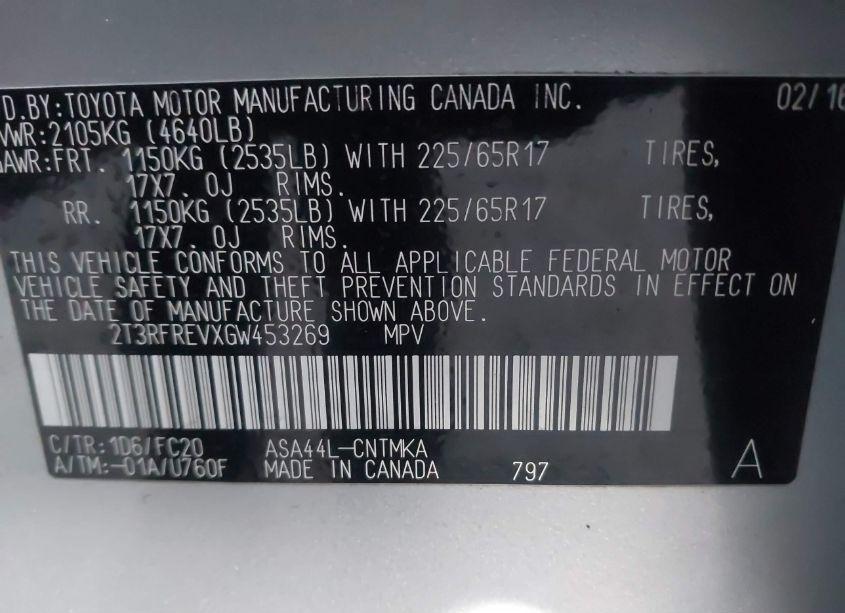 D.BY:TOYOTA MOTOR MANUFACTURING CANADA INC. 02/16
VWR:2105KG (4640LB)
AWR:FRT. 1150KG (2535LB) WITH 225/65R17 TIRES,
17X7.0J RIMS.
RR. 1150KG (2535LB) WITH 225/65R17 TIRES,
17X7.0J RIMS.
THIS VEHICLE CONFORMS TO ALL APPLICABLE FEDERAL MOTOR
VEHICLE SAFETY AND THEFT PREVENTION STANDARDS IN EFFECT ON
THE DATE OF MANUFACTURE SHOWN ABOVE.
2T3RFREVXGW453269 MPV
C/TR:1D6/FC20 ASA44L-CNTMKA
A/TM:-01A/U760F MADE IN CANADA 797 A